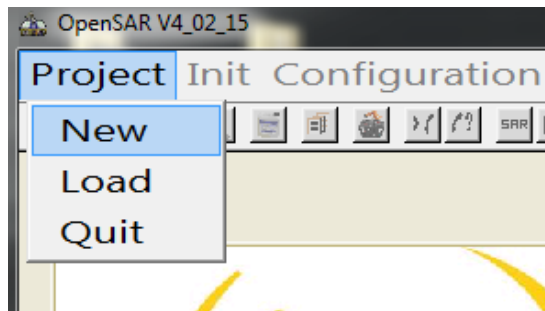 OpenSAR V4_02_15
Project Init Configuration
New
SAR
Load
Quit